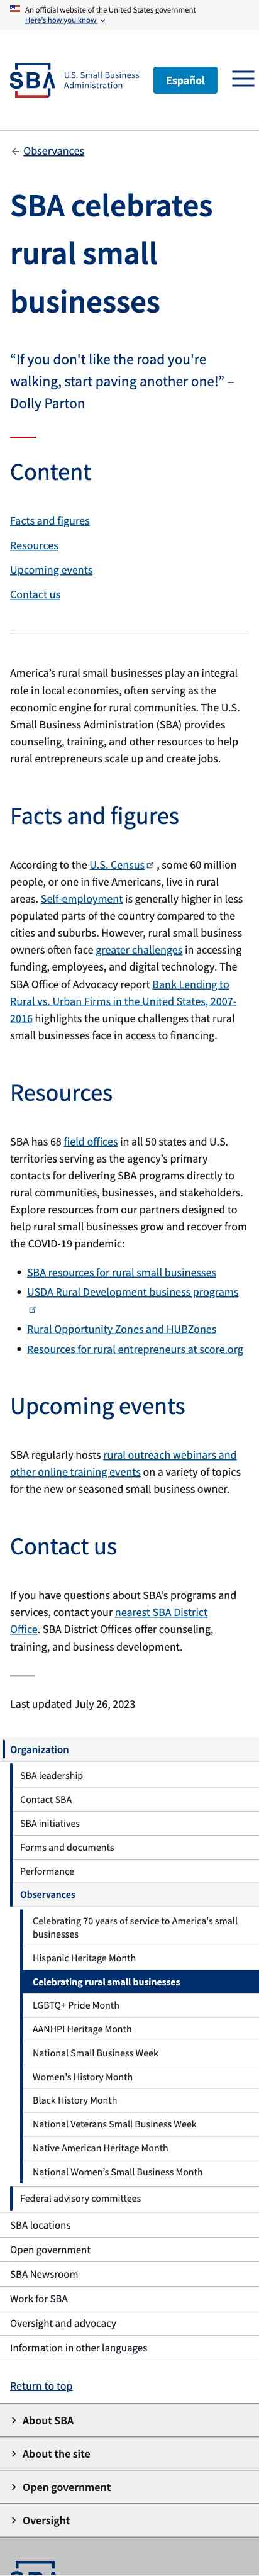 An official website of the United States government
Here's how you know
SBA
U.S. Small Business
Administration
Español
Observances
SBA celebrates
rural small
businesses
“If you don't like the road you're
walking, start paving another one!” –
Dolly Parton
Content
Facts and figures
Resources
Upcoming events
Contact us
America’s rural small businesses play an integral
role in local economies, often serving as the
economic engine for rural communities. The U.S.
Small Business Administration (SBA) provides
counseling, training, and other resources to help
rural entrepreneurs scale up and create jobs.
Facts and figures
According to the U.S. Census , some 60 million
people, or one in five Americans, live in rural
areas. Self-employment is generally higher in less
populated parts of the country compared to the
cities and suburbs. However, rural small business
owners often face greater challenges in accessing
funding, employees, and digital technology. The
SBA Office of Advocacy report Bank Lending to
Rural vs. Urban Firms in the United States, 2007-
2016 highlights the unique challenges that rural
small businesses face in access to financing.
Resources
SBA has 68 field offices in all 50 states and U.S.
territories serving as the agency’s primary
contacts for delivering SBA programs directly to
rural communities, businesses, and stakeholders.
Explore resources from our partners designed to
help rural small businesses grow and recover from
the COVID-19 pandemic:
• SBA resources for rural small businesses
• USDA Rural Development business programs
• Rural Opportunity Zones and HUBZones
• Resources for rural entrepreneurs at score.org
Upcoming events
SBA regularly hosts rural outreach webinars and
other online training events on a variety of topics
for the new or seasoned small business owner.
Contact us
If you have questions about SBA’s programs and
services, contact your nearest SBA District
Office. SBA District Offices offer counseling,
training, and business development.
Last updated July 26, 2023
Organization
SBA leadership
Contact SBA
SBA initiatives
Forms and documents
Performance
Observances
Celebrating 70 years of service to America's small
businesses
Hispanic Heritage Month
Celebrating rural small businesses
LGBTQ+ Pride Month
AANHPI Heritage Month
National Small Business Week
Women's History Month
Black History Month
National Veterans Small Business Week
Native American Heritage Month
National Women’s Small Business Month
Federal advisory committees
SBA locations
Open government
SBA Newsroom
Work for SBA
Oversight and advocacy
Information in other languages
Return to top
About SBA
About the site
Open government
Oversight
SBA